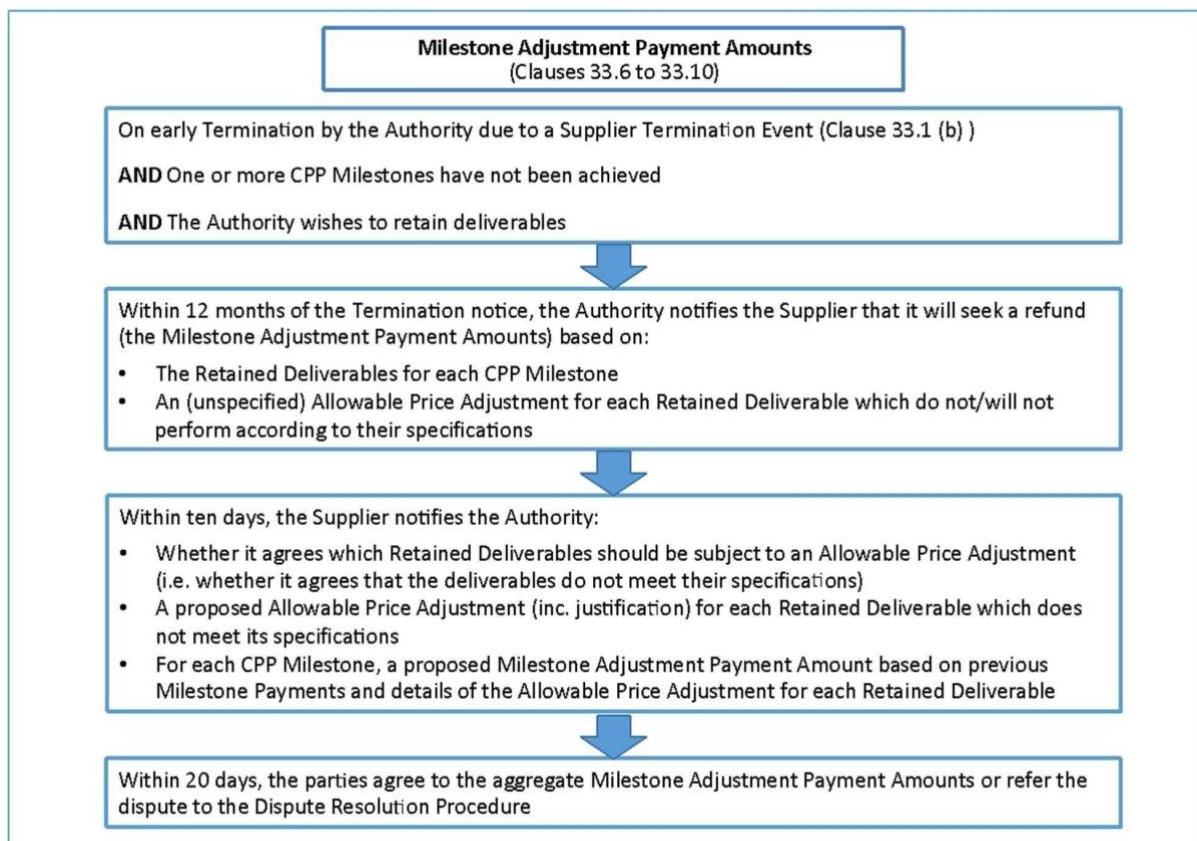 Milestone Adjustment Payment Amounts
(Clauses 33.6 to 33.10)
On early Termination by the Authority due to a Supplier Termination Event (Clause 33.1 (b) )
AND One or more CPP Milestones have not been achieved
AND The Authority wishes to retain deliverables
Within 12 months of the Termination notice, the Authority notifies the Supplier that it will seek a refund
(the Milestone Adjustment Payment Amounts) based on:
• The Retained Deliverables for each CPP Milestone
• An (unspecified) Allowable Price Adjustment for each Retained Deliverable which do not/will not
perform according to their specifications
Within ten days, the Supplier notifies the Authority:
• Whether it agrees which Retained Deliverables should be subject to an Allowable Price Adjustment
(i.e. whether it agrees that the deliverables do not meet their specifications)
• A proposed Allowable Price Adjustment (inc. justification) for each Retained Deliverable which does
not meet its specifications
• For each CPP Milestone, a proposed Milestone Adjustment Payment Amount based on previous
Milestone Payments and details of the Allowable Price Adjustment for each Retained Deliverable
Within 20 days, the parties agree to the aggregate Milestone Adjustment Payment Amounts or refer the
dispute to the Dispute Resolution Procedure